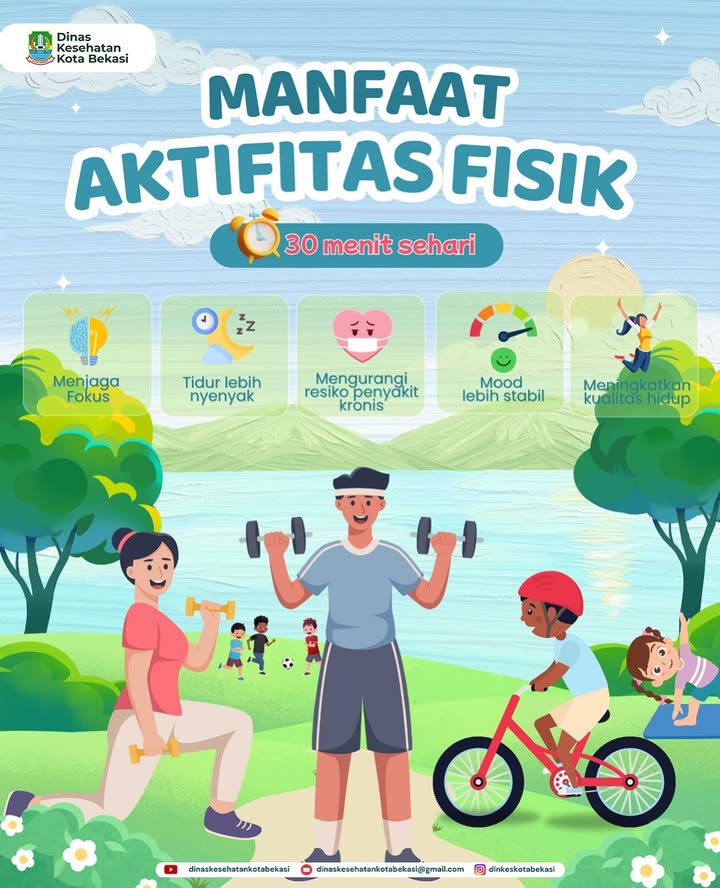 Dinas
Kesehatan
Kota Bekasi
MANFAAT
AKTIFITAS FISIK
30 menit sehari
Menjaga
Fokus
Tidur lebih
nyenyak
Mengurangi
resiko penyakit
kronis
Mood
lebih stabil
Meningkatkan
kualitas hidup
dinaskesehatankotabekasi
dinaskesehatankotabekasi@gmail.com
dinkeskotabekasi